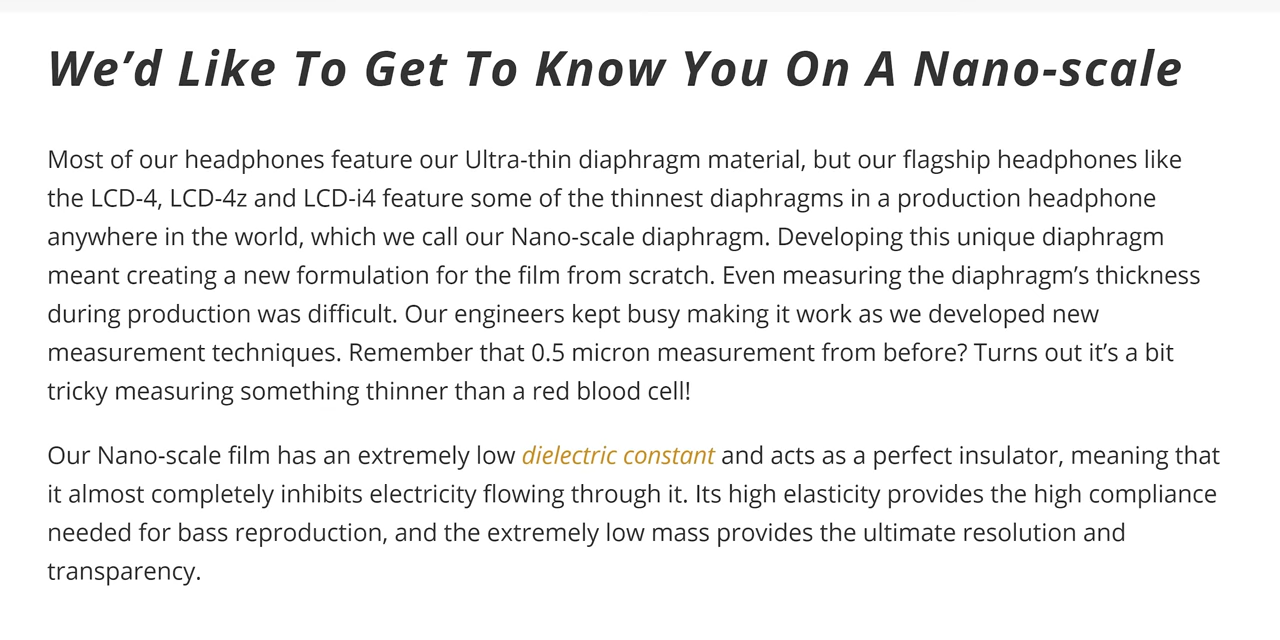 We’d Like To Get To Know You On A Nano-scale
Most of our headphones feature our Ultra-thin diaphragm material, but our flagship headphones like
the LCD-4, LCD-4z and LCD-i4 feature some of the thinnest diaphragms in a production headphone
anywhere in the world, which we call our Nano-scale diaphragm. Developing this unique diaphragm
meant creating a new formulation for the film from scratch. Even measuring the diaphragm’s thickness
during production was difficult. Our engineers kept busy making it work as we developed new
measurement techniques. Remember that 0.5 micron measurement from before? Turns out it’s a bit
tricky measuring something thinner than a red blood cell!
Our Nano-scale film has an extremely low dielectric constant and acts as a perfect insulator, meaning that
it almost completely inhibits electricity flowing through it. Its high elasticity provides the high compliance
needed for bass reproduction, and the extremely low mass provides the ultimate resolution and
transparency.